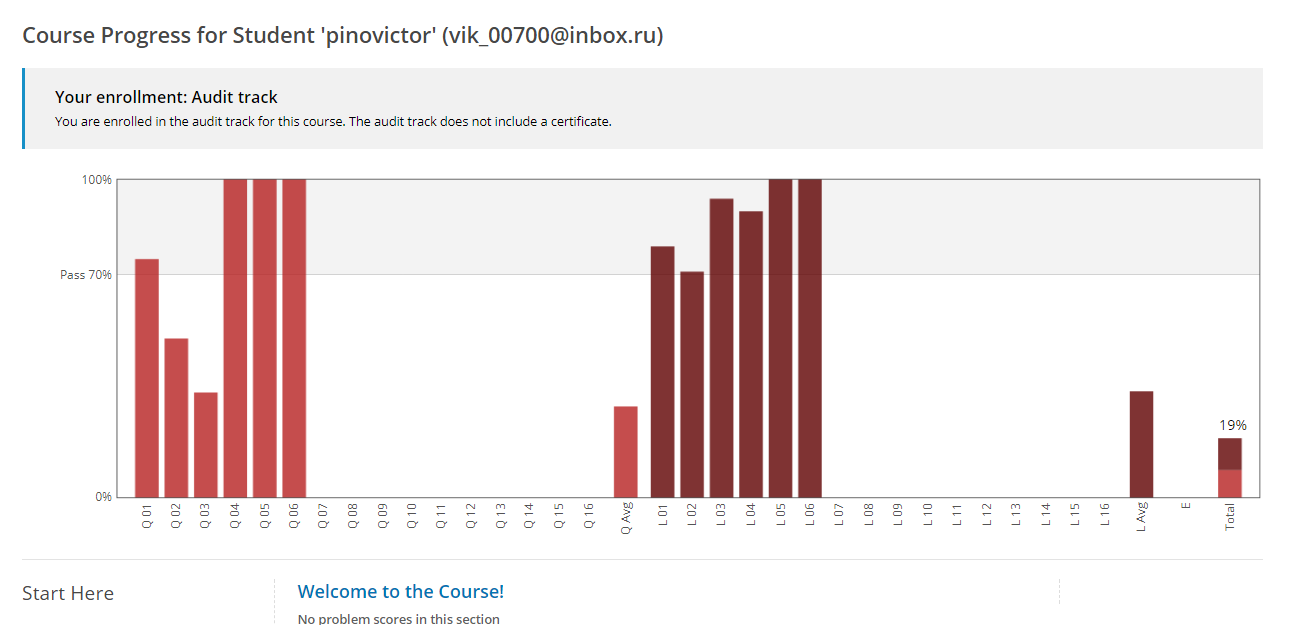 Course Progress for Student 'pinovictor' (vik_00700@inbox.ru)
Your enrollment: Audit track
You are enrolled in the audit track for this course. The audit track does not include a certificate.
100%
Pass 70%
0%
19%
Q 01
Q 02
Q 03
Q 04
Q 05
Q 06
Q 07
Q 08
Q 09
Q 10
Q 11
Q 12
Q 13
Q 14
Q 15
Q 16
Q Avg
L 01
L 02
L 03
L 04
L 05
L 06
L 07
L 08
L 09
L 10
L 11
L 12
L 13
L 14
L 15
L 16
L Avg
E
Total
Start Here
Welcome to the Course!
No problem scores in this section